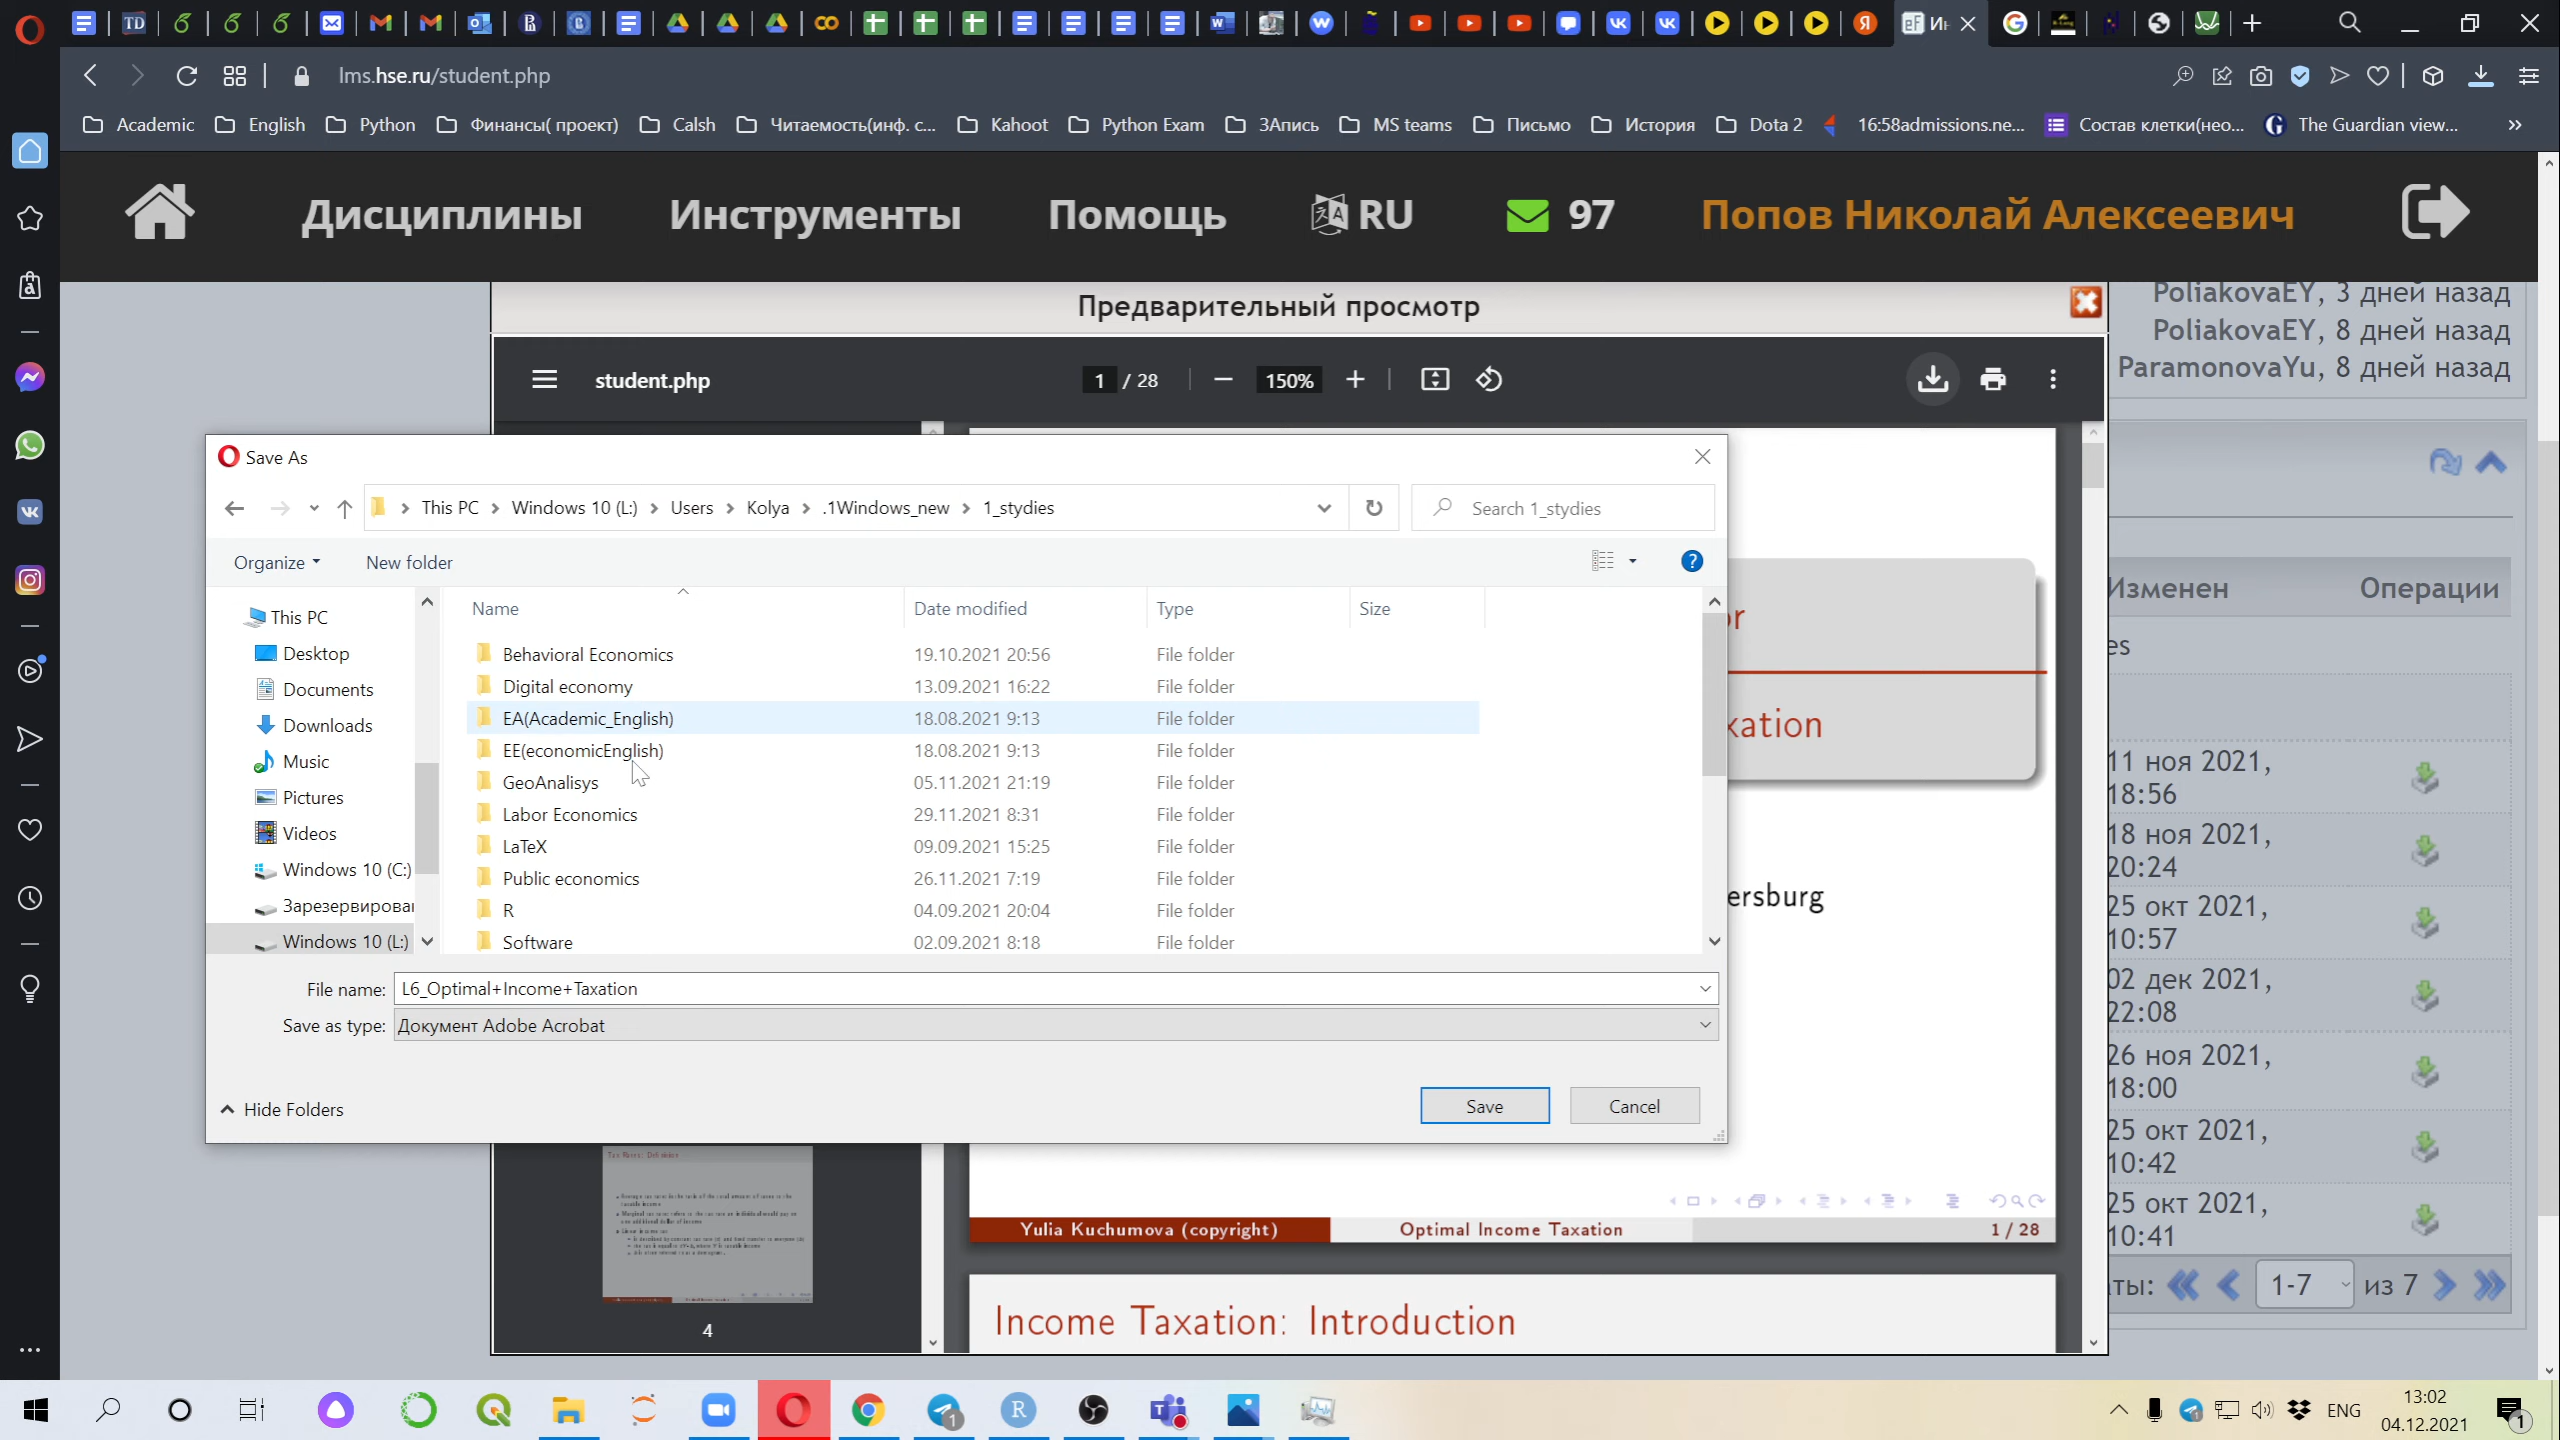 TD
Ин
lms.hse.ru/student.php
Academic
English
Python
Финансы( проект)
Calsh
Читаемость(инф. с...
Kahoot
Python Exam
ЗАпись
MS teams
Письмо
История
Dota 2
16:58admissions.ne...
Состав клетки(нео...
The Guardian view...
Дисциплины
Инструменты
Помощь
RU
97
Попов Николай Алексеевич
Предварительный просмотр
PoliakovaEY, 3 дней назад
PoliakovaEY, 8 дней назад
ParamonovaYu, 8 дней назад
student.php
1 / 28
150%
Save As
This PC > Windows 10 (L:) > Users > Kolya > .1Windows_new > 1_stydies
Search 1_stydies
Organize
New folder
This PC
Desktop
Documents
Downloads
Music
Pictures
Videos
Windows 10 (C:)
Зарезервирова
Windows 10 (L:)
Name Date modified Type Size
Behavioral Economics 19.10.2021 20:56 File folder
Digital economy 13.09.2021 16:22 File folder
EA(Academic_English) 18.08.2021 9:13 File folder
EE(economicEnglish) 18.08.2021 9:13 File folder
GeoAnalisys 05.11.2021 21:19 File folder
Labor Economics 29.11.2021 8:31 File folder
LaTeX 09.09.2021 15:25 File folder
Public economics 26.11.2021 7:19 File folder
R 04.09.2021 20:04 File folder
Software 02.09.2021 8:18 File folder
File name: L6_Optimal+Income+Taxation
Save as type: Документ Adobe Acrobat
Hide Folders
Save
Cancel
or
xation
ersburg
Изменен
Операции
es
11 ноя 2021,
18:56
18 ноя 2021,
20:24
25 окт 2021,
10:57
02 дек 2021,
22:08
26 ноя 2021,
18:00
25 окт 2021,
10:42
25 окт 2021,
10:41
ты:
1-7
из 7
4
Yulia Kuchumova (copyright)
Optimal Income Taxation
1 / 28
Income Taxation: Introduction
1
ENG
13:02
04.12.2021
1